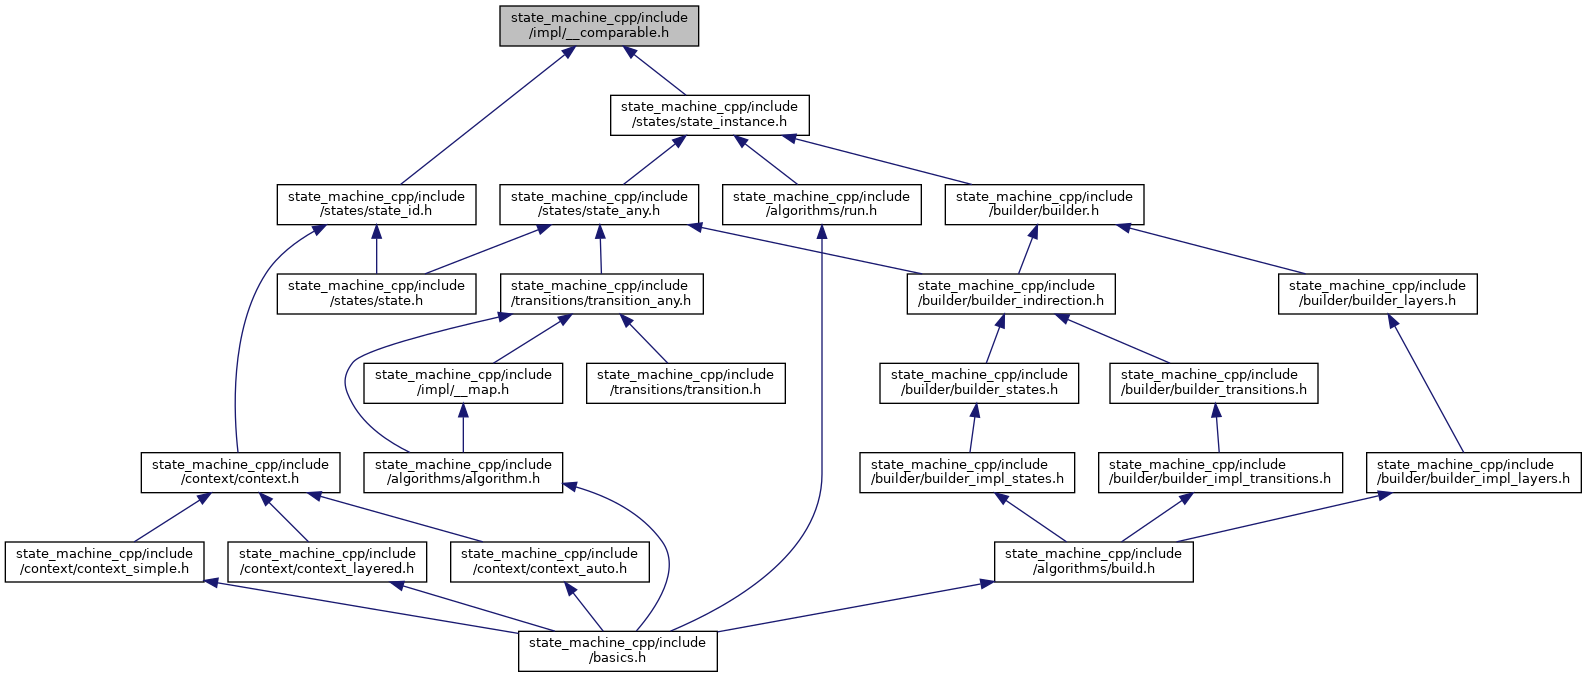 state_machine_cpp/include
/impl/__comparable.h
state_machine_cpp/include
/states/state_instance.h
state_machine_cpp/include
/states/state_id.h
state_machine_cpp/include
/states/state_any.h
state_machine_cpp/include
/algorithms/run.h
state_machine_cpp/include
/builder/builder.h
state_machine_cpp/include
/states/state.h
state_machine_cpp/include
/transitions/transition_any.h
state_machine_cpp/include
/builder/builder_indirection.h
state_machine_cpp/include
/builder/builder_layers.h
state_machine_cpp/include
/impl/__map.h
state_machine_cpp/include
/transitions/transition.h
state_machine_cpp/include
/builder/builder_states.h
state_machine_cpp/include
/builder/builder_transitions.h
state_machine_cpp/include
/context/context.h
state_machine_cpp/include
/algorithms/algorithm.h
state_machine_cpp/include
/builder/builder_impl_states.h
state_machine_cpp/include
/builder/builder_impl_transitions.h
state_machine_cpp/include
/builder/builder_impl_layers.h
state_machine_cpp/include
/context/context_simple.h
state_machine_cpp/include
/context/context_layered.h
state_machine_cpp/include
/context/context_auto.h
state_machine_cpp/include
/algorithms/build.h
state_machine_cpp/include
/basics.h